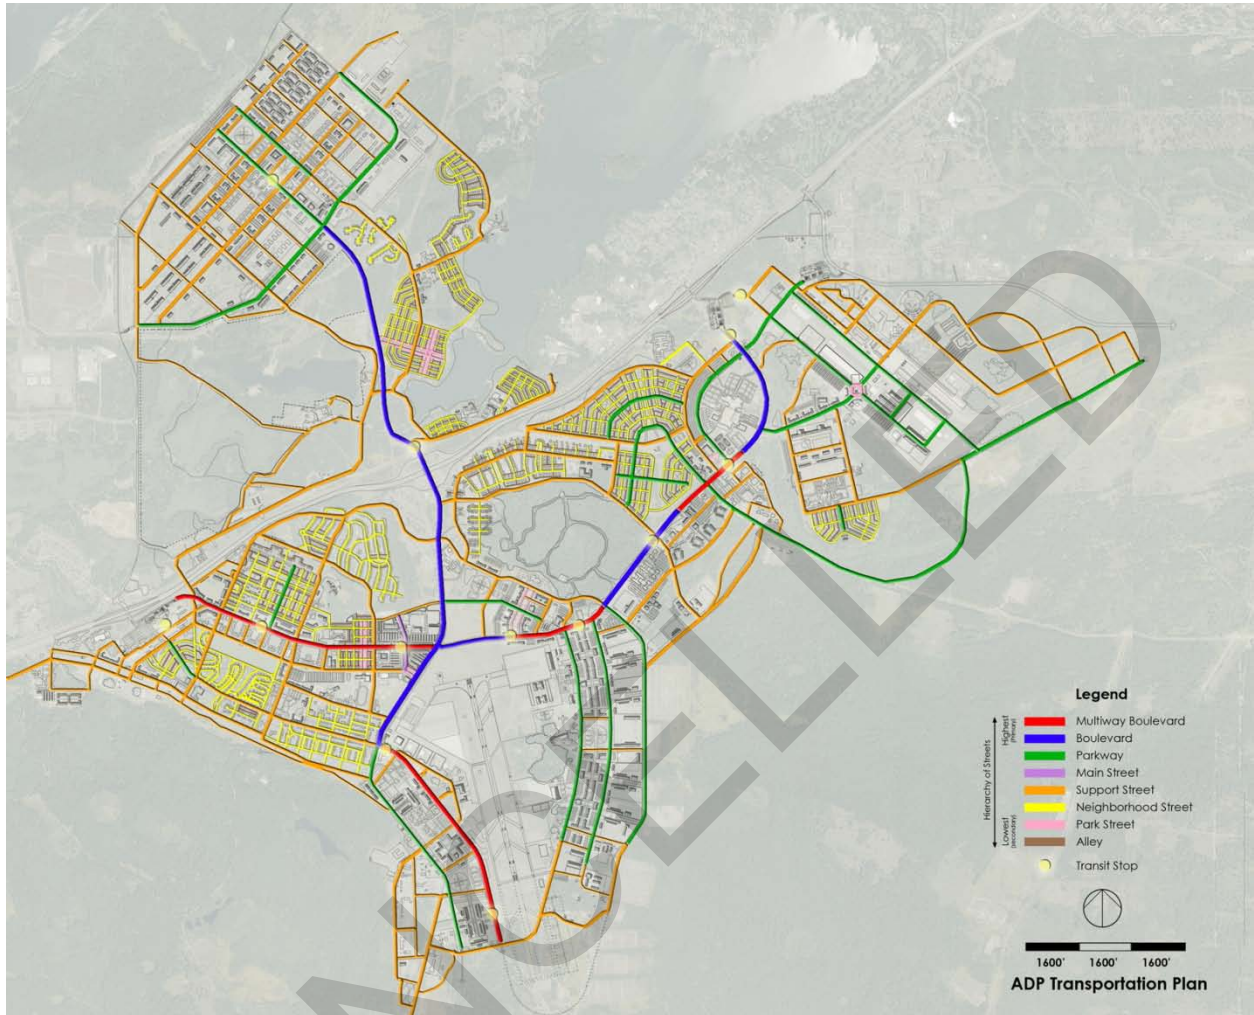 Legend
Hierarchy of Streets
Highest
(Primary)
Lowest
(secondary)
Multiway Boulevard
Boulevard
Parkway
Main Street
Support Street
Neighborhood Street
Park Street
Alley
Transit Stop
1600' 1600' 1600'
ADP Transportation Plan
NCELLED